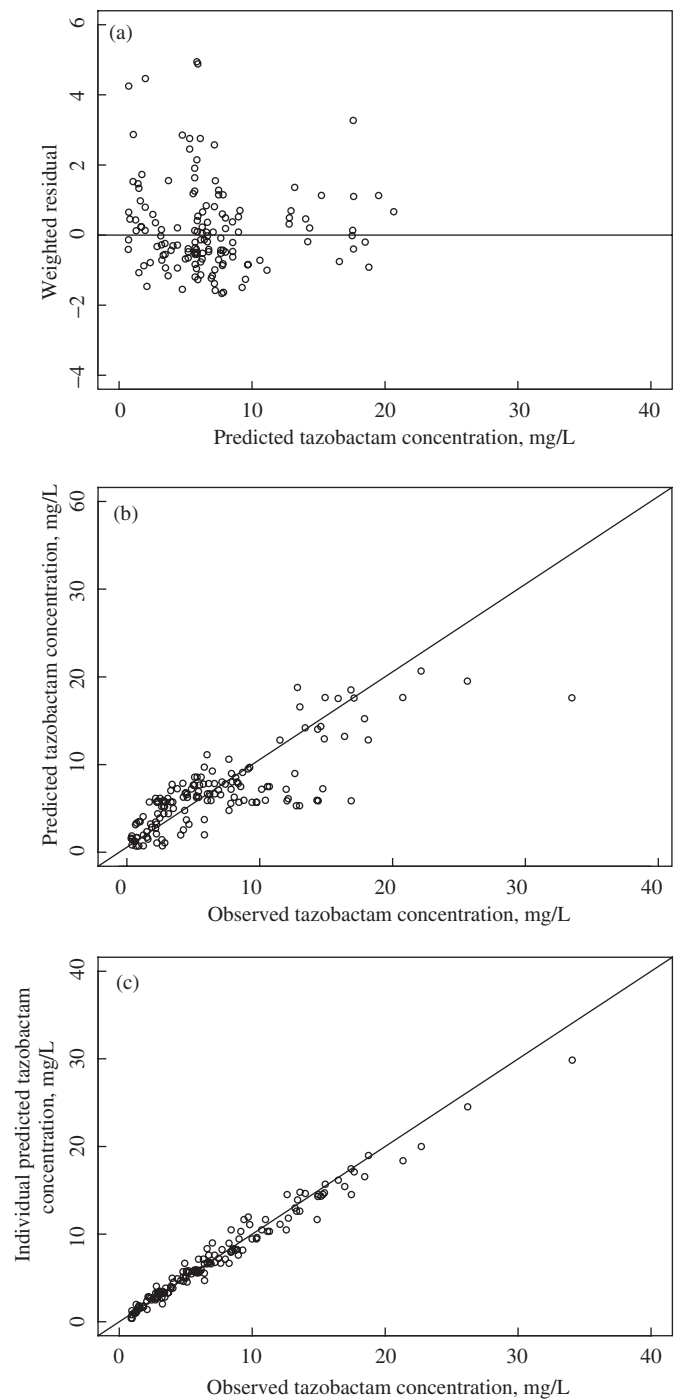 (a)
Weighted residual
6
4
2
0
−2
−4
0 10 20 30 40
Predicted tazobactam concentration, mg/L
(b)
Predicted tazobactam concentration, mg/L
60
30
20
10
0
0 10 20 30 40
Observed tazobactam concentration, mg/L
(c)
Individual predicted tazobactam
concentration, mg/L
40
30
20
10
0
0 10 20 30 40
Observed tazobactam concentration, mg/L